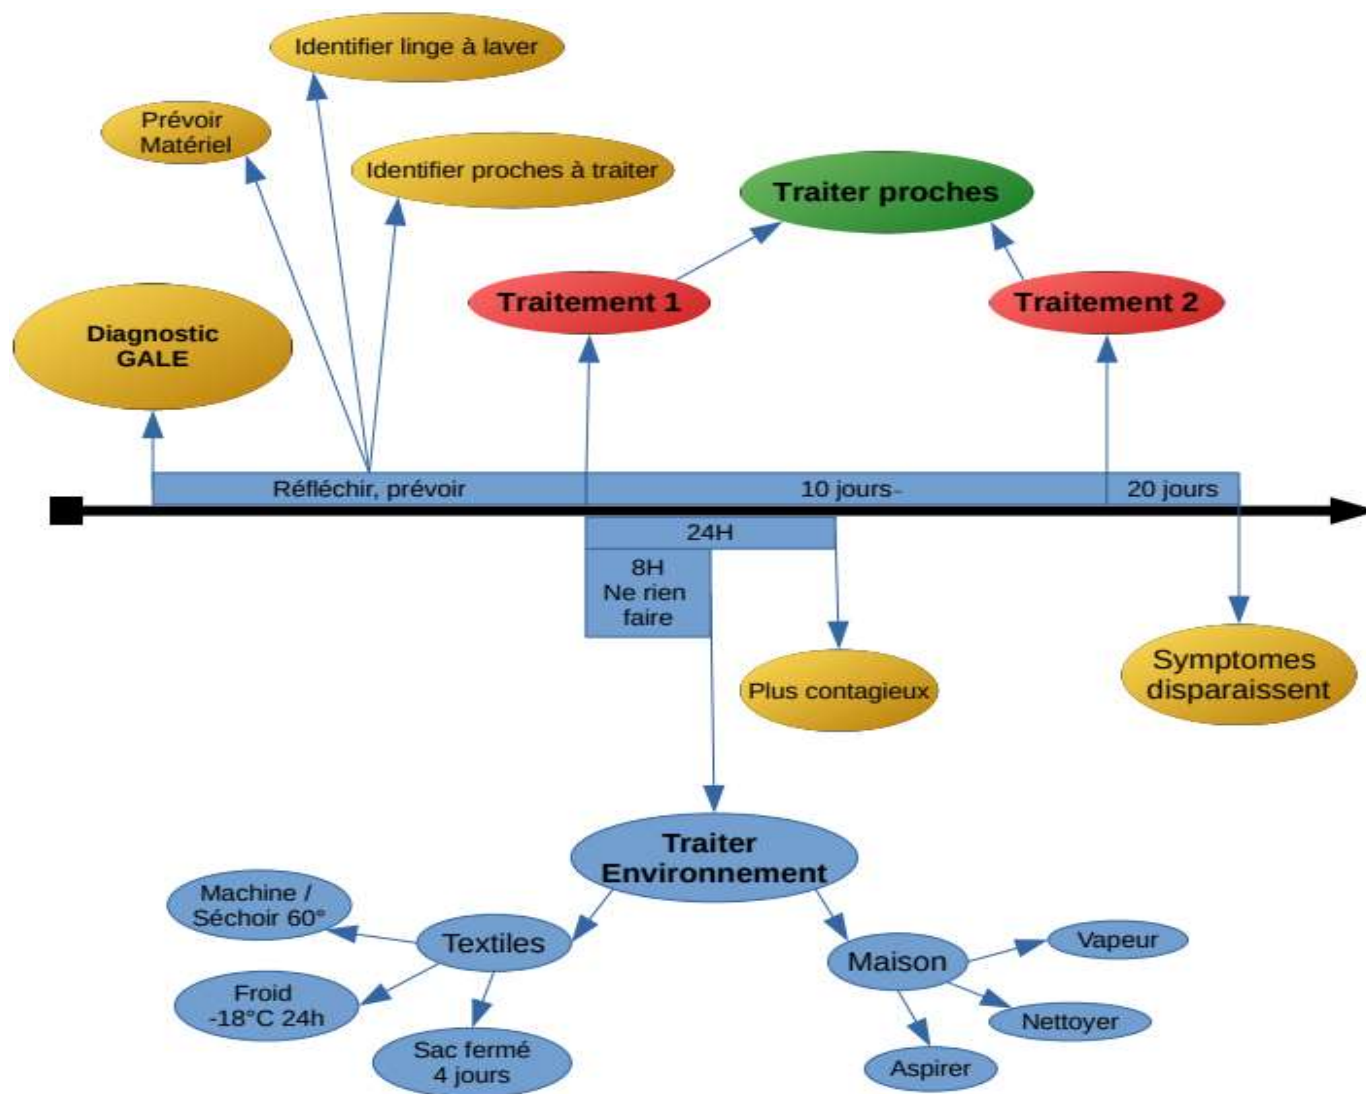 Identifier linge à laver
Prévoir
Matériel
Identifier proches à traiter
Traiter proches
Traitement 1
Traitement 2
Diagnostic
GALE
Réfléchir, prévoir
10 jours-
20 jours
24H
8H
Ne rien
faire
Plus contagieux
Symptomes
disparaissent
Traiter
Environnement
Machine /
Séchoir 60°
Textiles
Froid
-18°C 24h
Sac fermé
4 jours
Maison
Vapeur
Nettoyer
Aspirer